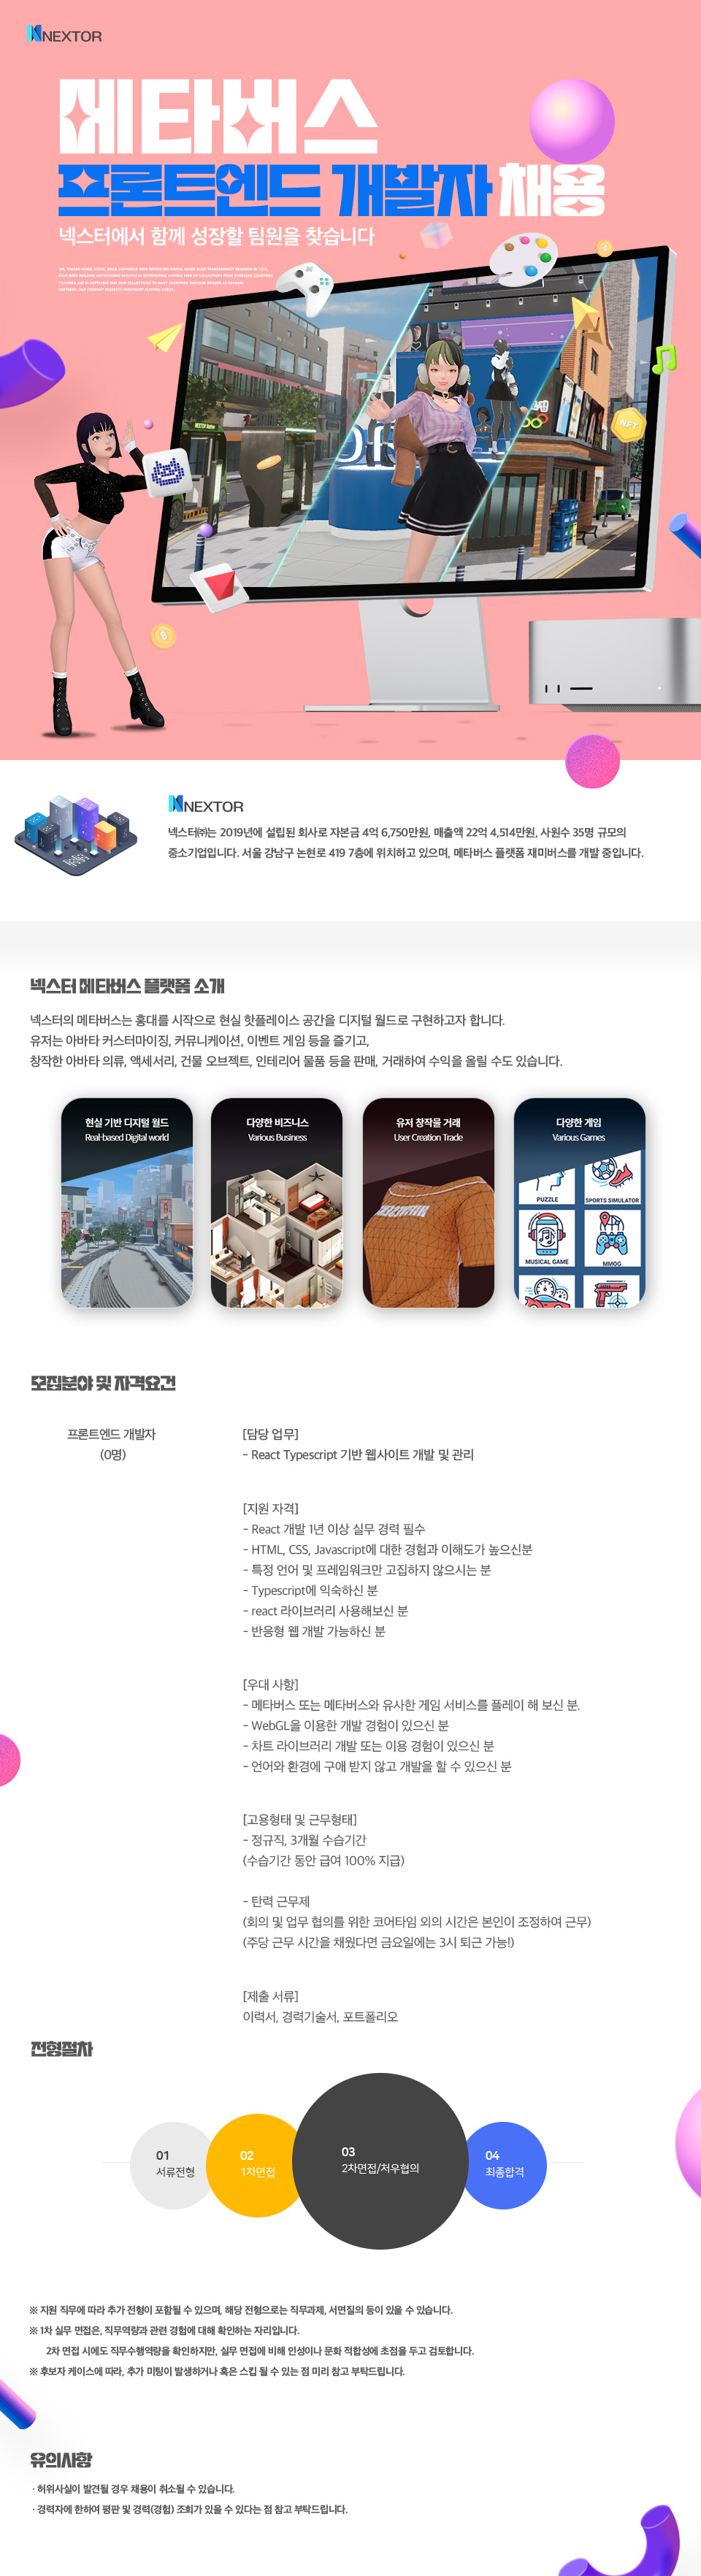 NEXTOR
메타버스
프론트엔드 개발자 채용
넥스터에서 함께 성장할 팀원을 찾습니다
NFT
NEXTOR
넥스터㈜는 2019년에 설립된 회사로 자본금 4억 6,750만원, 매출액 22억 4,514만원, 사원수 35명 규모의
중소기업입니다. 서울 강남구 논현로 419 7층에 위치하고 있으며, 메타버스 플랫폼 재미버스를 개발 중입니다.
넥스터 메타버스 플랫폼 소개
넥스터의 메타버스는 홍대를 시작으로 현실 핫플레이스 공간을 디지털 월드로 구현하고자 합니다.
유저는 아바타 커스터마이징, 커뮤니케이션, 이벤트 게임 등을 즐기고,
창작한 아바타 의류, 액세서리, 건물 오브젝트, 인테리어 물품 등을 판매, 거래하여 수익을 올릴 수도 있습니다.
현실 기반 디지털 월드
Real-based Digital world
다양한 비즈니스
Various Business
유저 창작물 거래
User Creation Trade
다양한 게임
Various Games
PUZZLE
SPORTS SIMULATOR
MUSICAL GAME
MMOG
모집분야 및 자격요건
프론트엔드 개발자
(0명)
[담당 업무]
- React Typescript 기반 웹사이트 개발 및 관리
[지원 자격]
- React 개발 1년 이상 실무 경력 필수
- HTML, CSS, Javascript에 대한 경험과 이해도가 높으신분
- 특정 언어 및 프레임워크만 고집하지 않으시는 분
- Typescript에 익숙하신 분
- react 라이브러리 사용해보신 분
- 반응형 웹 개발 가능하신 분
[우대 사항]
- 메타버스 또는 메타버스와 유사한 게임 서비스를 플레이 해 보신 분.
- WebGL을 이용한 개발 경험이 있으신 분
- 차트 라이브러리 개발 또는 이용 경험이 있으신 분
- 언어와 환경에 구애 받지 않고 개발을 할 수 있으신 분
[고용형태 및 근무형태]
- 정규직, 3개월 수습기간
(수습기간 동안 급여 100% 지급)
- 탄력 근무제
(회의 및 업무 협의를 위한 코어타임 외의 시간은 본인이 조정하여 근무)
(주당 근무 시간을 채웠다면 금요일에는 3시 퇴근 가능!)
[제출 서류]
이력서, 경력기술서, 포트폴리오
전형절차
01
서류전형
02
1차면접
03
2차면접/처우협의
04
최종합격
※ 지원 직무에 따라 추가 전형이 포함될 수 있으며, 해당 전형으로는 직무과제, 서면질의 등이 있을 수 있습니다.
※ 1차 실무 면접은, 직무역량과 관련 경험에 대해 확인하는 자리입니다.
2차 면접 시에도 직무수행역량을 확인하지만, 실무 면접에 비해 인성이나 문화 적합성에 초점을 두고 검토합니다.
※ 후보자 케이스에 따라, 추가 미팅이 발생하거나 혹은 스킵 될 수 있는 점 미리 참고 부탁드립니다.
유의사항
· 허위사실이 발견될 경우 채용이 취소될 수 있습니다.
· 경력자에 한하여 평판 및 경력(경험) 조회가 있을 수 있다는 점 참고 부탁드립니다.